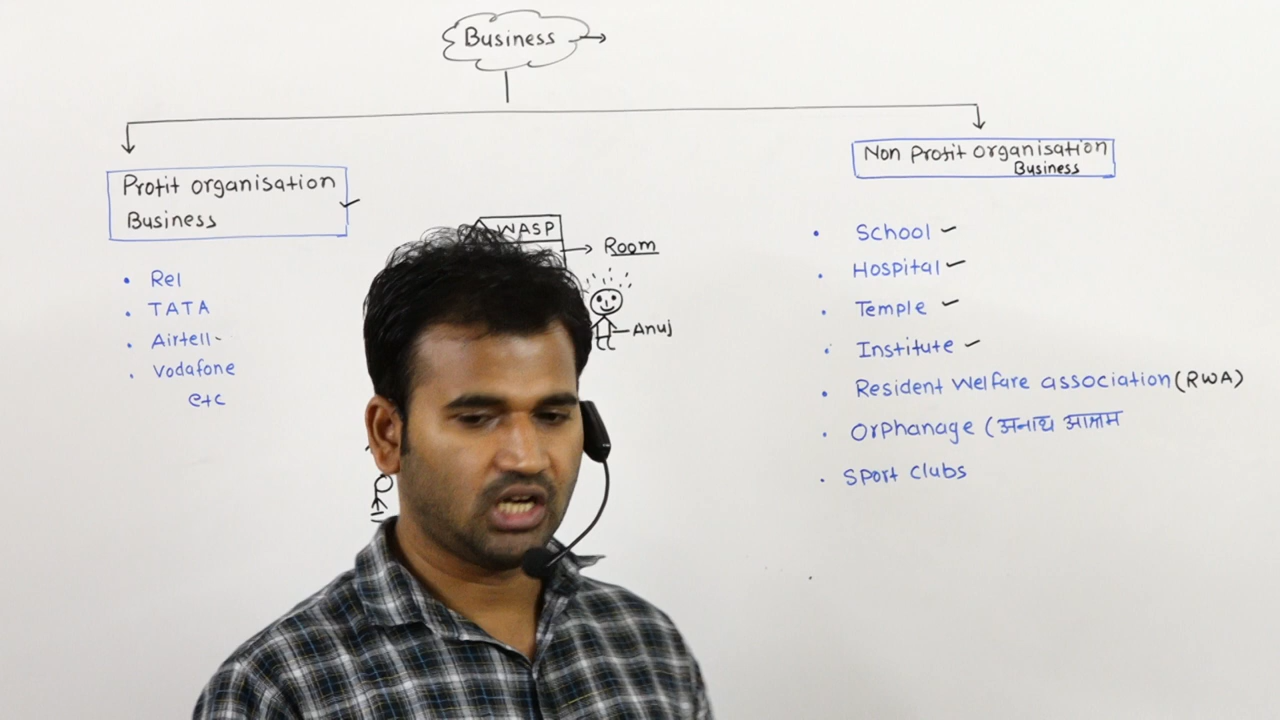 Business
Profit organisation
Business
• Rel
• TATA
• Airtell
• Vodafone
etc
WASP
Room
Anuj
Non Profit organisation
Business
• School
• Hospital
• Temple
• Institute
• Resident Welfare association (RWA)
• Orphanage (अनाथ आश्रम
• Sport clubs